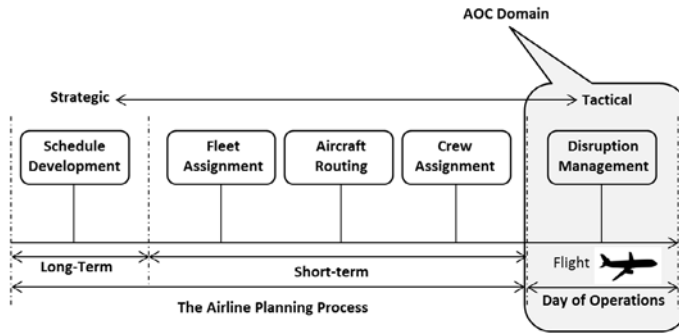 AOC Domain
Strategic
Tactical
Schedule
Development
Fleet
Assignment
Aircraft
Routing
Crew
Assignment
Disruption
Management
Long-Term
Short-term
Flight
The Airline Planning Process
Day of Operations